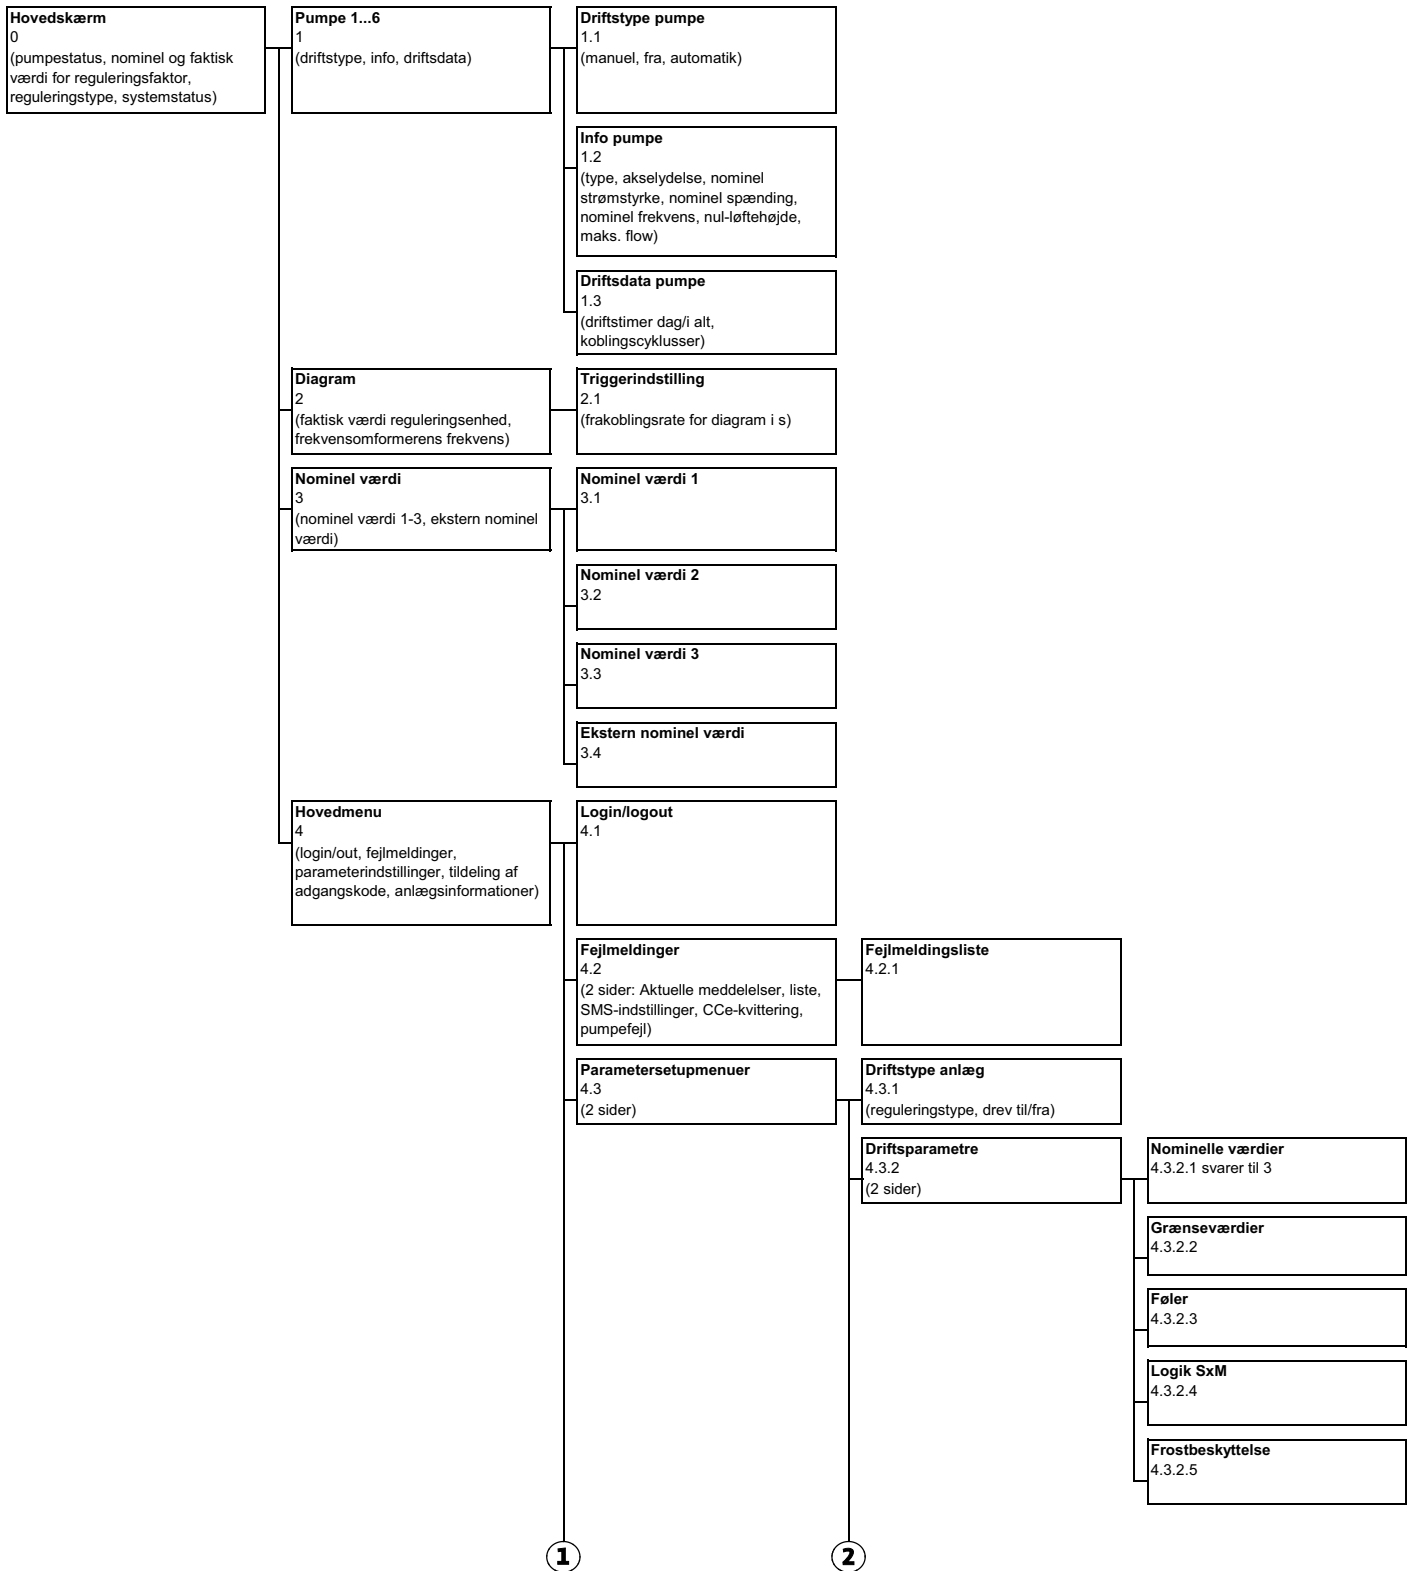 Hovedskærm
0
(pumpestatus, nominel og faktisk
værdi for reguleringsfaktor,
reguleringstype, systemstatus)
Pumpe 1...6
1
(driftstype, info, driftsdata)
Driftstype pumpe
1.1
(manuel, fra, automatik)
Info pumpe
1.2
(type, akselydelse, nominel
strømstyrke, nominel spænding,
nominel frekvens, nul-løftehøjde,
maks. flow)
Driftsdata pumpe
1.3
(driftstimer dag/i alt,
koblingscyklusser)
Diagram
2
(faktisk værdi reguleringsenhed,
frekvensomformerens frekvens)
Triggerindstilling
2.1
(frakoblingsrate for diagram i s)
Nominel værdi
3
(nominel værdi 1-3, ekstern nominel
værdi)
Nominel værdi 1
3.1
Nominel værdi 2
3.2
Nominel værdi 3
3.3
Ekstern nominel værdi
3.4
Hovedmenu
4
(login/out, fejlmeldinger,
parameterindstillinger, tildeling af
adgangskode, anlægsinformationer)
Login/logout
4.1
Fejlmeldinger
4.2
(2 sider: Aktuelle meddelelser, liste,
SMS-indstillinger, CCe-kvittering,
pumpefejl)
Fejlmeldingsliste
4.2.1
Parametersetupmenuer
4.3
(2 sider)
Driftstype anlæg
4.3.1
(reguleringstype, drev til/fra)
Driftsparametre
4.3.2
(2 sider)
Nominelle værdier
4.3.2.1 svarer til 3
Grænseværdier
4.3.2.2
Føler
4.3.2.3
Logik SxM
4.3.2.4
Frostbeskyttelse
4.3.2.5
1
2